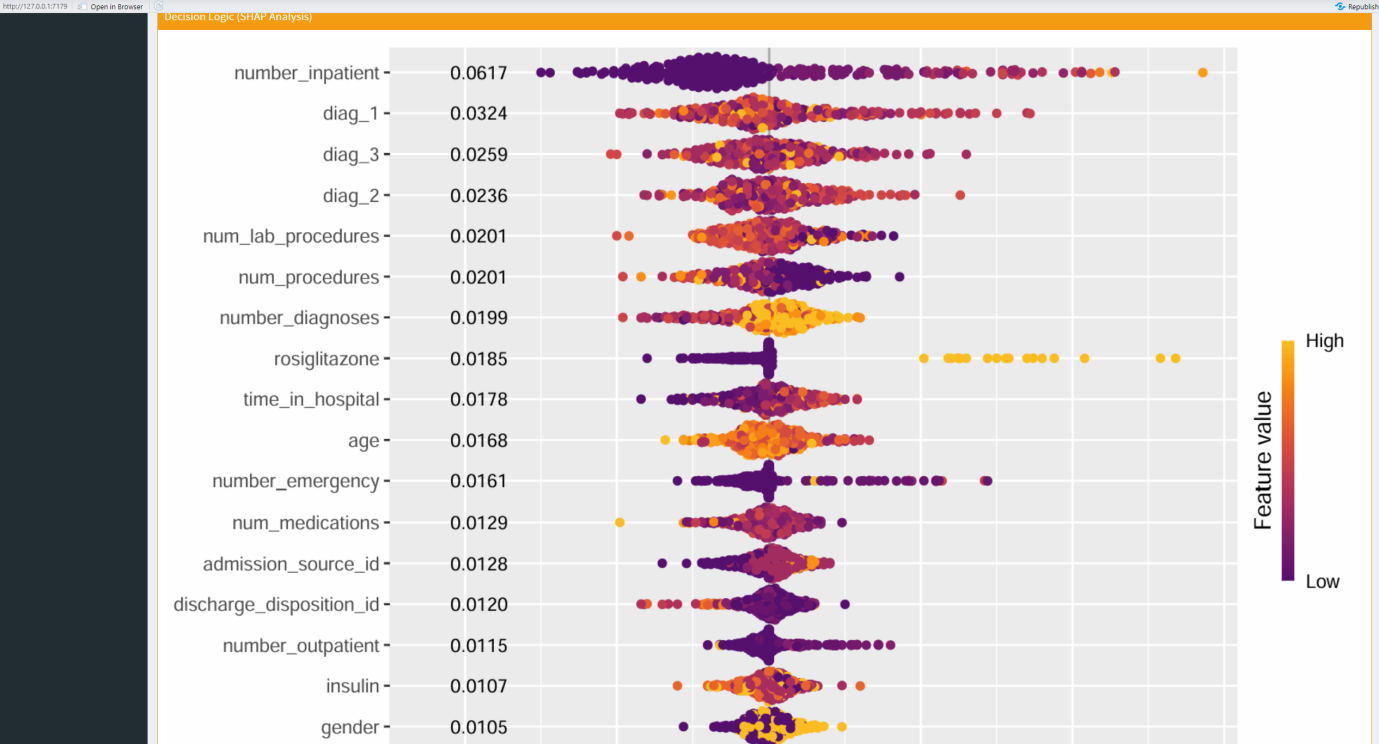 http://127.0.0.1:7179 Open in Browser Republish
Decision Logic (SHAP Analysis)
number_inpatient 0.0617
diag_1 0.0324
diag_3 0.0259
diag_2 0.0236
num_lab_procedures 0.0201
num_procedures 0.0201
number_diagnoses 0.0199
rosiglitazone 0.0185
time_in_hospital 0.0178
age 0.0168
number_emergency 0.0161
num_medications 0.0129
admission_source_id 0.0128
discharge_disposition_id 0.0120
number_outpatient 0.0115
insulin 0.0107
gender 0.0105
High
Feature value
Low